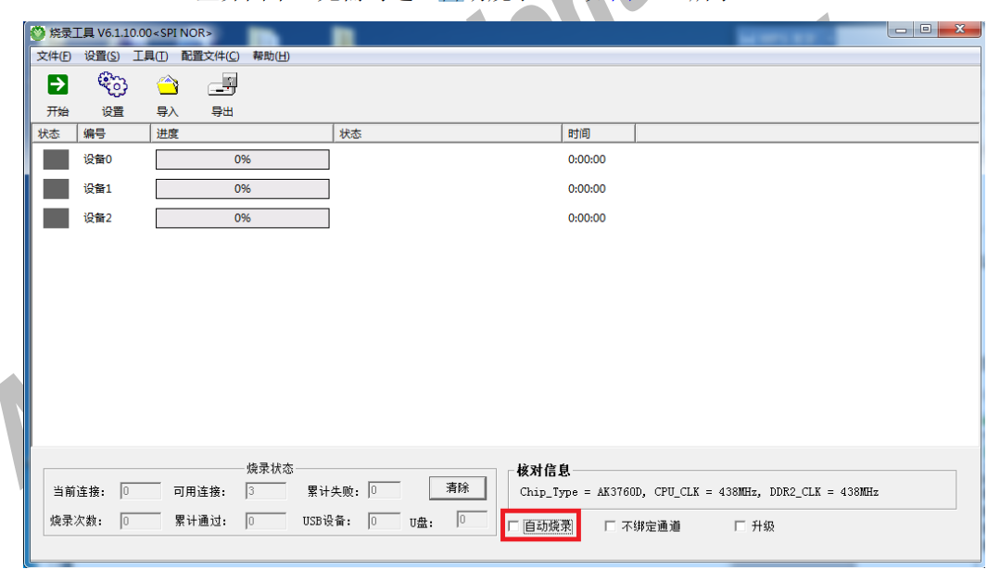 烧录工具 V6.1.10.00<SPI NOR>
文件(F) 设置(S) 工具(T) 配置文件(C) 帮助(H)
开始 设置 导入 导出
状态 编号 进度 状态 时间
设备0 0% 0:00:00
设备1 0% 0:00:00
设备2 0% 0:00:00
烧录状态
当前连接: 0 可用连接: 3 累计失败: 0 清除
烧录次数: 0 累计通过: 0 USB设备: 0 U盘: 0
核对信息
Chip_Type = AK3760D, CPU_CLK = 438MHz, DDR2_CLK = 438MHz
自动烧录 不绑定通道 升级